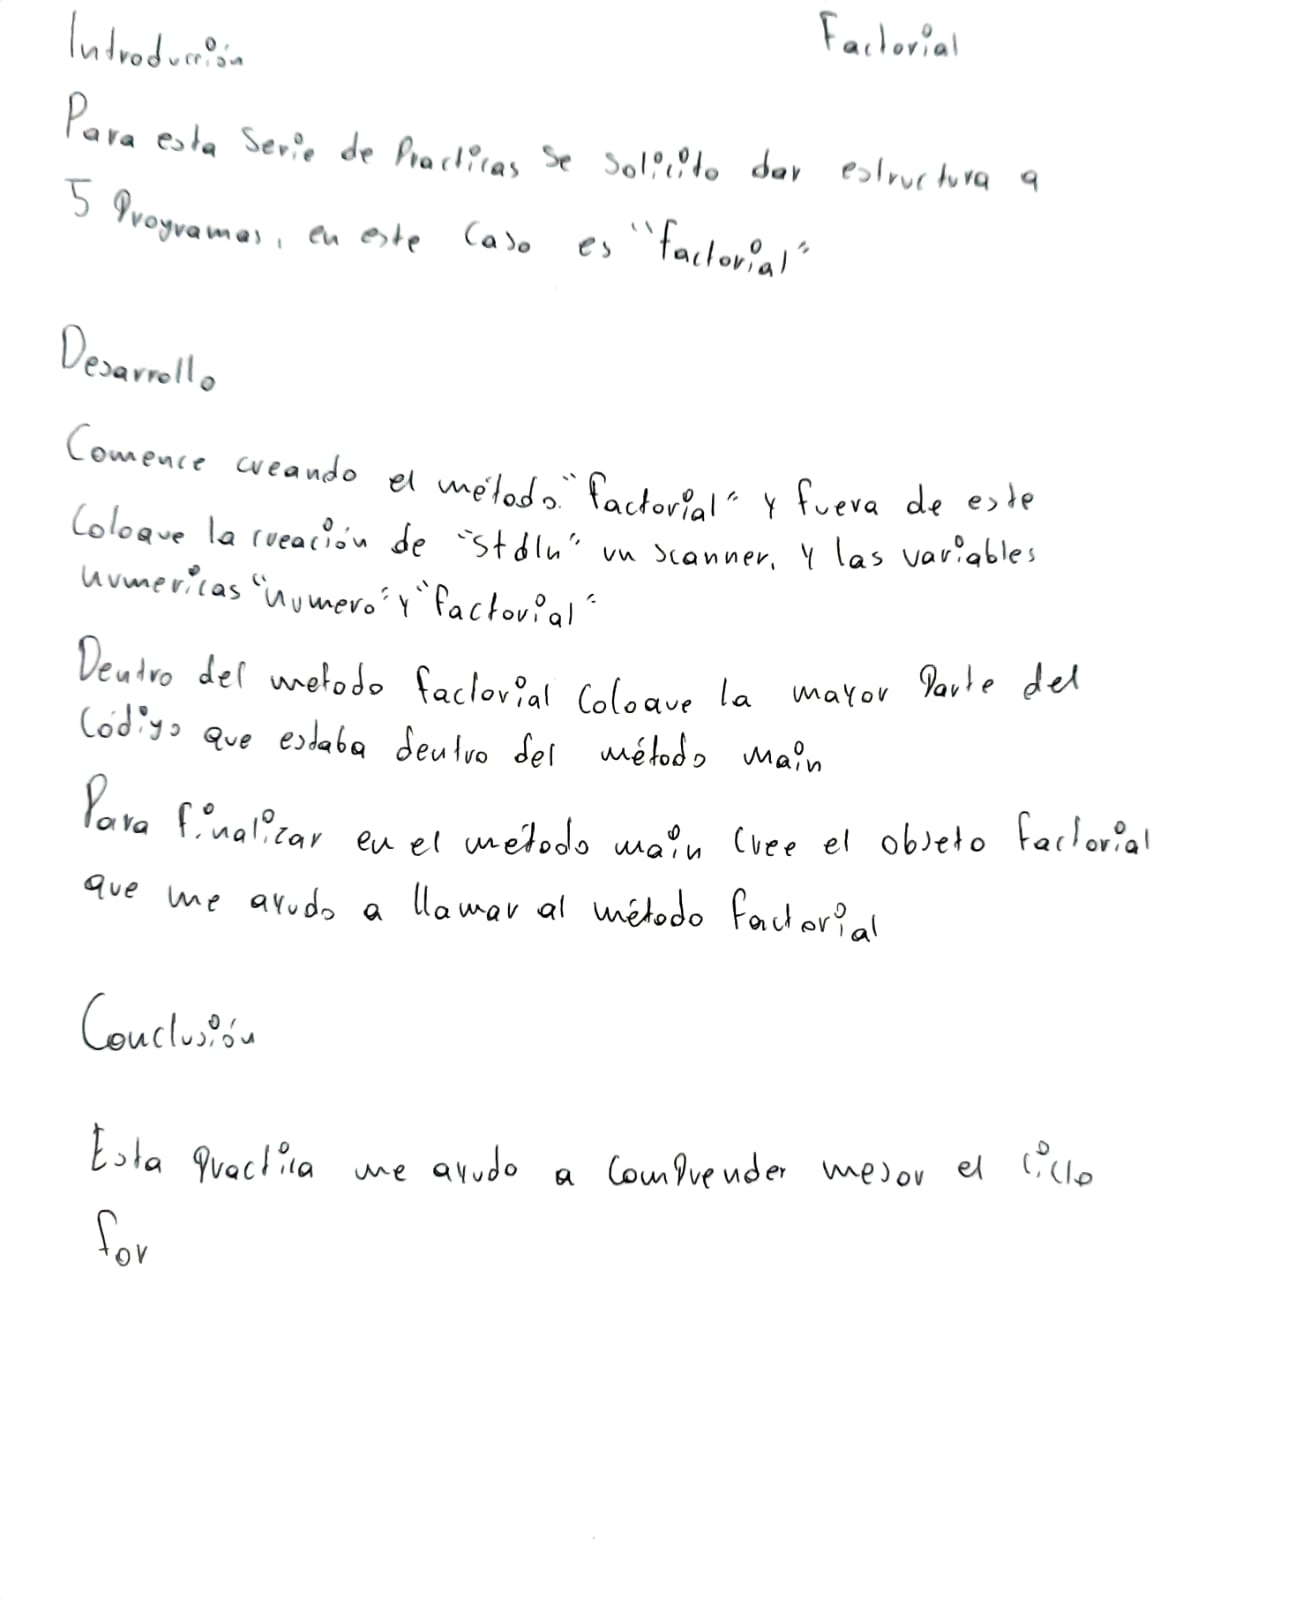 Introducción
Factorial
Para esta serie de Practicas se solicito dar estructura a
5 Programas, en este caso es "factorial"
Desarrollo
Comence creando el método "factorial" y fuera de este
coloque la creación de "StdIn" un scanner, y las variables
numericas "numero" y "factorial"
Dentro del metodo factorial coloque la mayor Parte del
código que estaba dentro del método main
Para finalizar en el método main cree el objeto factorial
que me ayudo a llamar al método factorial
Conclusión
Esta practica me ayudo a comprender mejor el ciclo
for